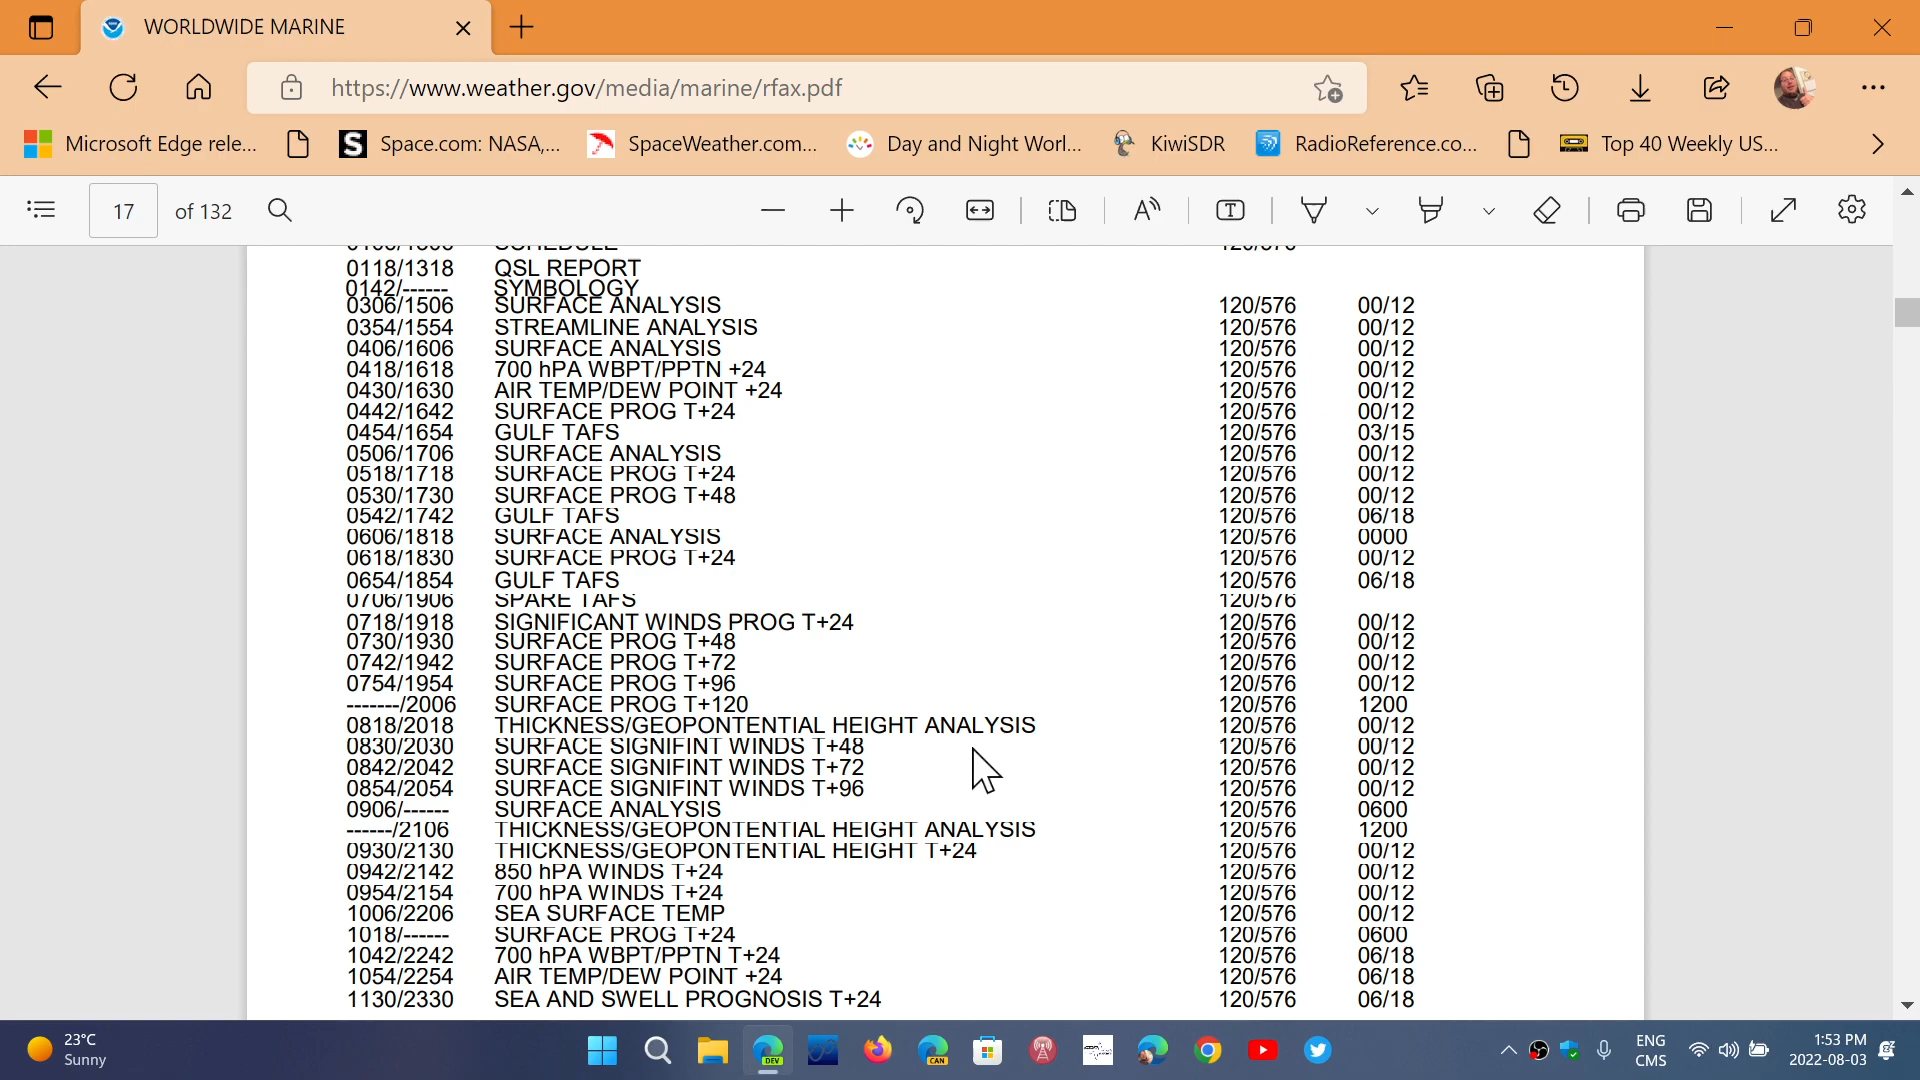 WORLDWIDE MARINE
https://www.weather.gov/media/marine/rfax.pdf
Microsoft Edge rele... Space.com: NASA,... SpaceWeather.com... Day and Night Worl... KiwiSDR RadioReference.co... Top 40 Weekly US...
17 of 132
SCHEDULE 120/576
0118/1318 QSL REPORT
0142/------ SYMBOLOGY
0306/1506 SURFACE ANALYSIS 120/576 00/12
0354/1554 STREAMLINE ANALYSIS 120/576 00/12
0406/1606 SURFACE ANALYSIS 120/576 00/12
0418/1618 700 hPA WBPT/PPTN +24 120/576 00/12
0430/1630 AIR TEMP/DEW POINT +24 120/576 00/12
0442/1642 SURFACE PROG T+24 120/576 00/12
0454/1654 GULF TAFS 120/576 03/15
0506/1706 SURFACE ANALYSIS 120/576 00/12
0518/1718 SURFACE PROG T+24 120/576 00/12
0530/1730 SURFACE PROG T+48 120/576 00/12
0542/1742 GULF TAFS 120/576 06/18
0606/1818 SURFACE ANALYSIS 120/576 0000
0618/1830 SURFACE PROG T+24 120/576 00/12
0654/1854 GULF TAFS 120/576 06/18
0706/1906 SPARE TAFS 120/576
0718/1918 SIGNIFICANT WINDS PROG T+24 120/576 00/12
0730/1930 SURFACE PROG T+48 120/576 00/12
0742/1942 SURFACE PROG T+72 120/576 00/12
0754/1954 SURFACE PROG T+96 120/576 00/12
-------/2006 SURFACE PROG T+120 120/576 1200
0818/2018 THICKNESS/GEOPONTENTIAL HEIGHT ANALYSIS 120/576 00/12
0830/2030 SURFACE SIGNIFINT WINDS T+48 120/576 00/12
0842/2042 SURFACE SIGNIFINT WINDS T+72 120/576 00/12
0854/2054 SURFACE SIGNIFINT WINDS T+96 120/576 00/12
0906/------ SURFACE ANALYSIS 120/576 0600
------/2106 THICKNESS/GEOPONTENTIAL HEIGHT ANALYSIS 120/576 1200
0930/2130 THICKNESS/GEOPONTENTIAL HEIGHT T+24 120/576 00/12
0942/2142 850 hPA WINDS T+24 120/576 00/12
0954/2154 700 hPA WINDS T+24 120/576 00/12
1006/2206 SEA SURFACE TEMP 120/576 00/12
1018/------ SURFACE PROG T+24 120/576 0600
1042/2242 700 hPA WBPT/PPTN T+24 120/576 06/18
1054/2254 AIR TEMP/DEW POINT +24 120/576 06/18
1130/2330 SEA AND SWELL PROGNOSIS T+24 120/576 06/18
23°C
Sunny
DEV
CAN
ENG
CMS
1:53 PM
2022-08-03